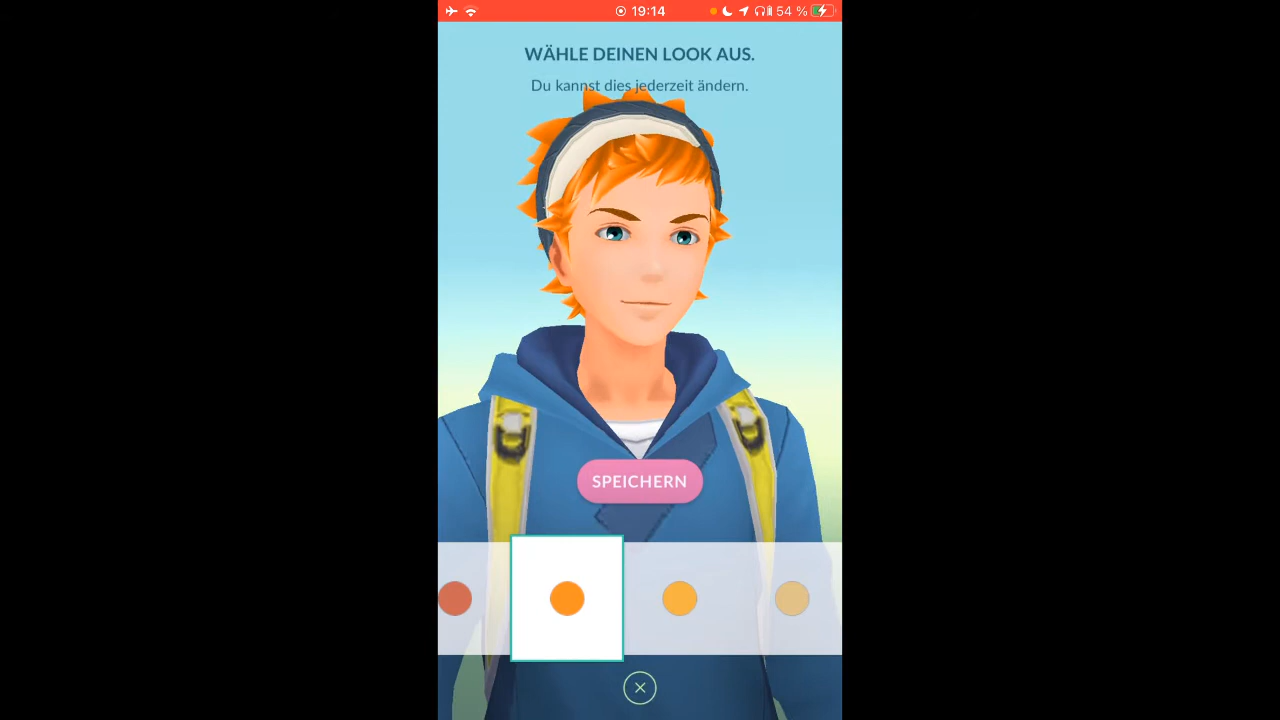 19:14
54 %
WÄHLE DEINEN LOOK AUS.
Du kannst dies jederzeit ändern.
SPEICHERN